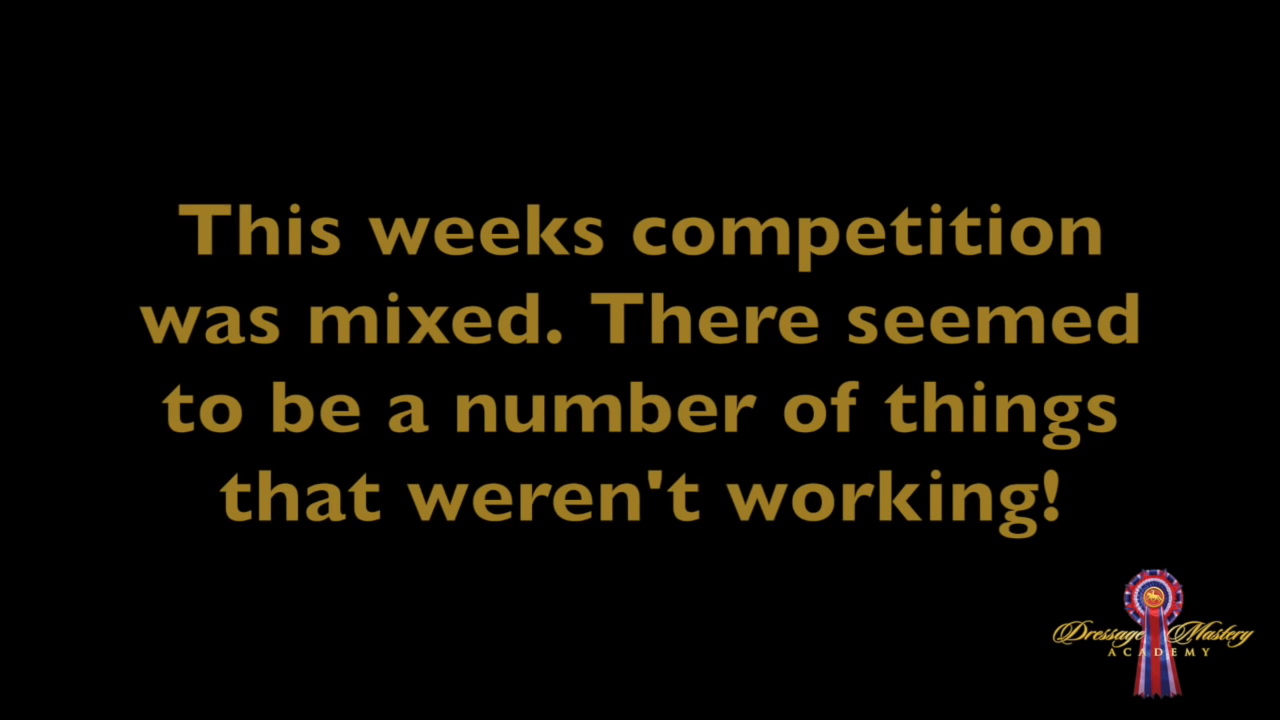 This weeks competition
was mixed. There seemed
to be a number of things
that weren't working!
Dressage Mastery
ACADEMY